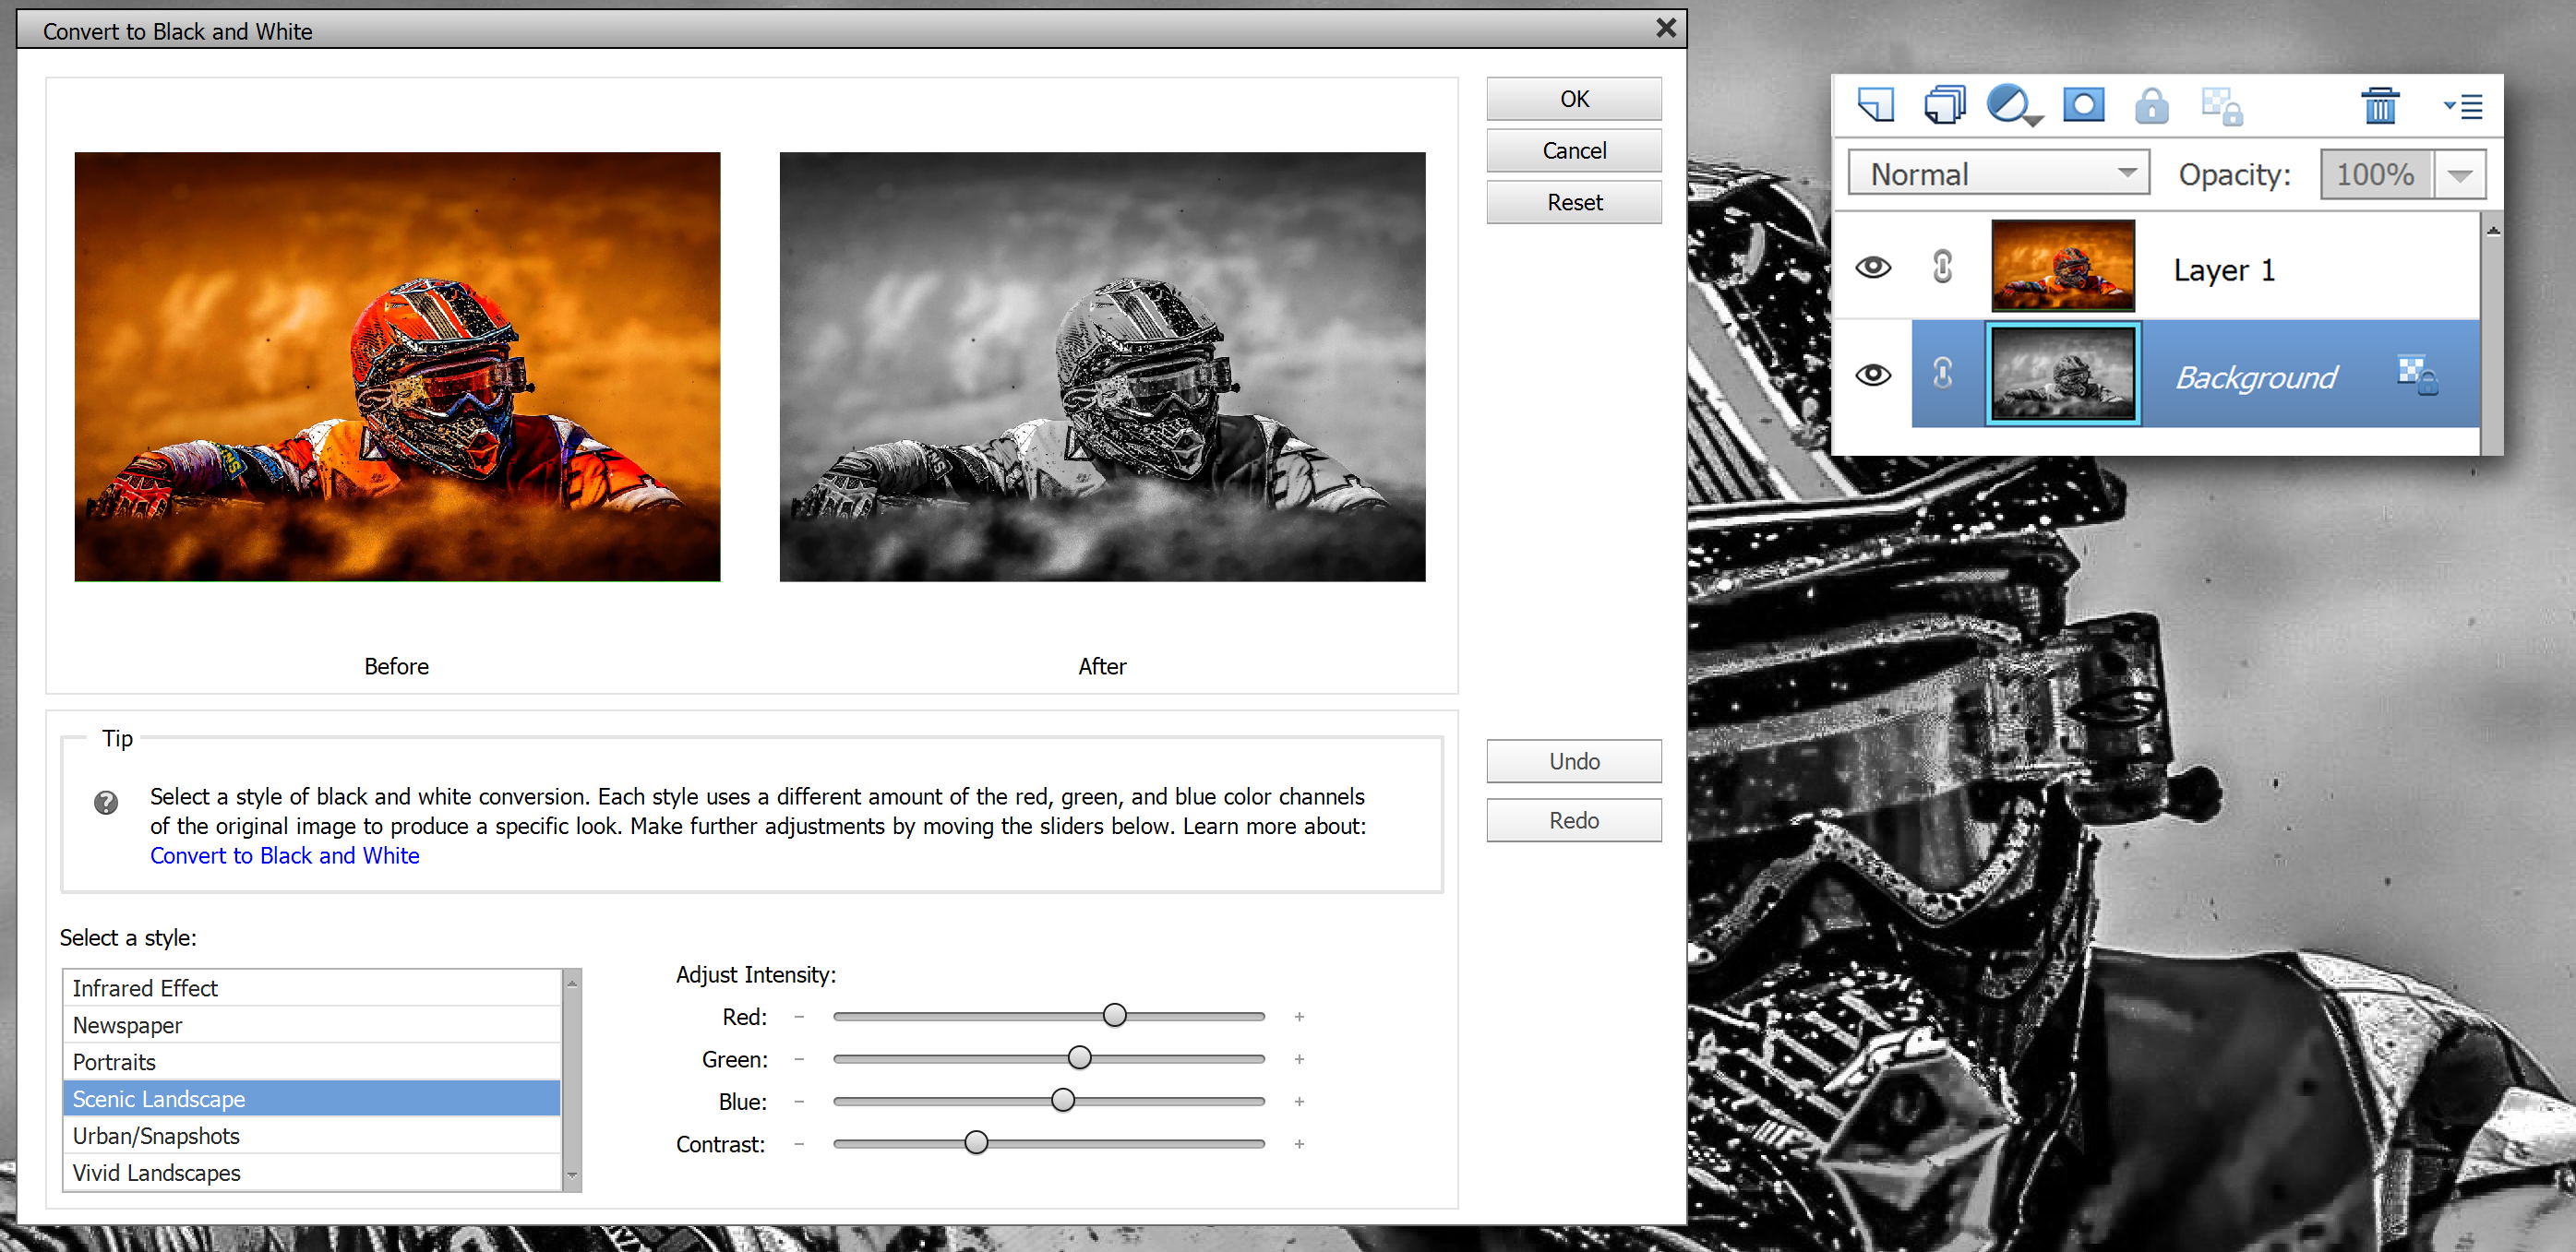 Convert to Black and White
OK
Cancel
Reset
Before
After
Tip
Select a style of black and white conversion. Each style uses a different amount of the red, green, and blue color channels
of the original image to produce a specific look. Make further adjustments by moving the sliders below. Learn more about:
Convert to Black and White
Undo
Redo
Select a style:
Infrared Effect
Newspaper
Portraits
Scenic Landscape
Urban/Snapshots
Vivid Landscapes
Adjust Intensity:
Red: - +
Green: - +
Blue: - +
Contrast: - +
Normal Opacity: 100%
Layer 1
Background